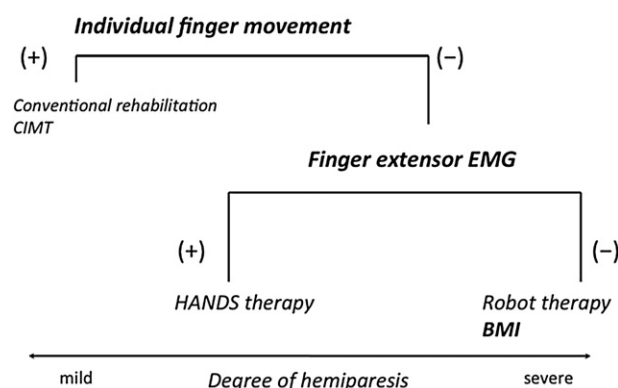 Individual finger movement
(+)
(−)
Conventional rehabilitation
CIMT
Finger extensor EMG
(+)
(−)
HANDS therapy
Robot therapy
BMI
mild
Degree of hemiparesis
severe